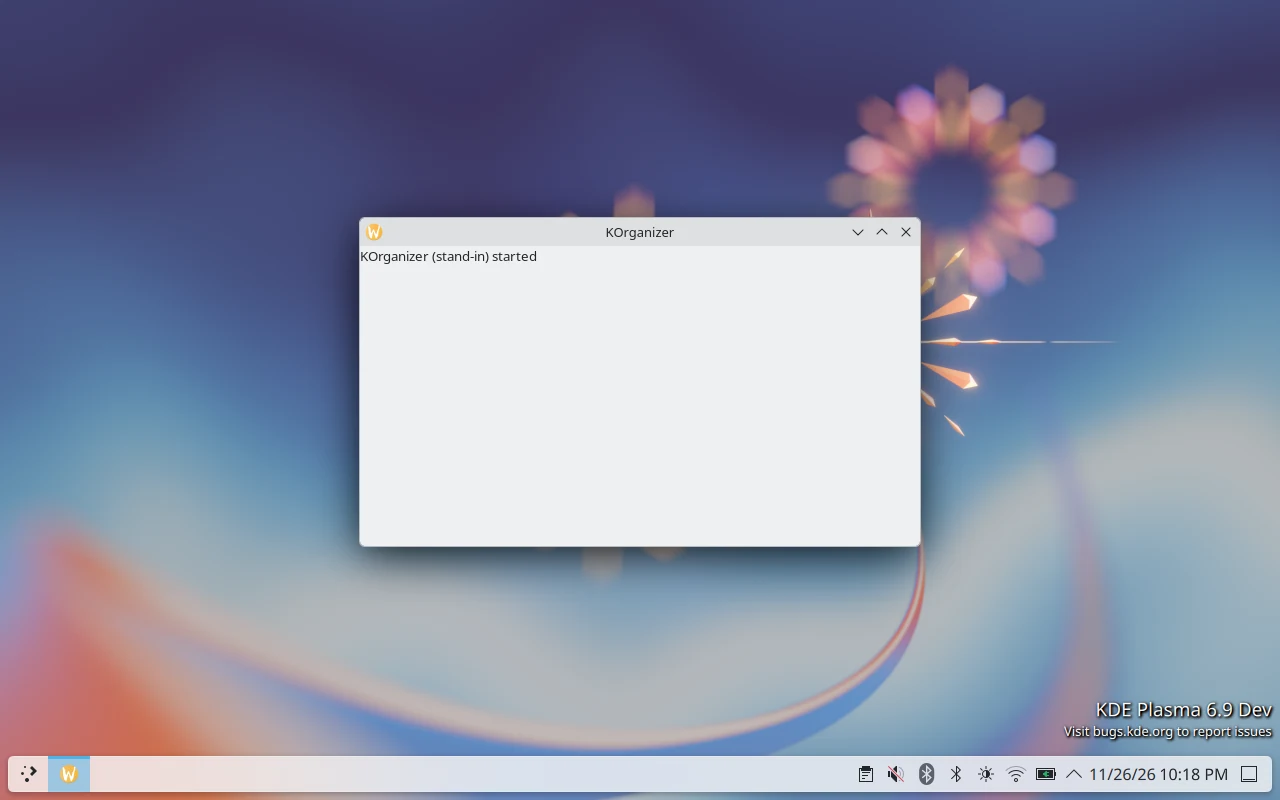 KOrganizer
KOrganizer (stand-in) started
KDE Plasma 6.9 Dev
Visit bugs.kde.org to report issues
11/26/26 10:18 PM